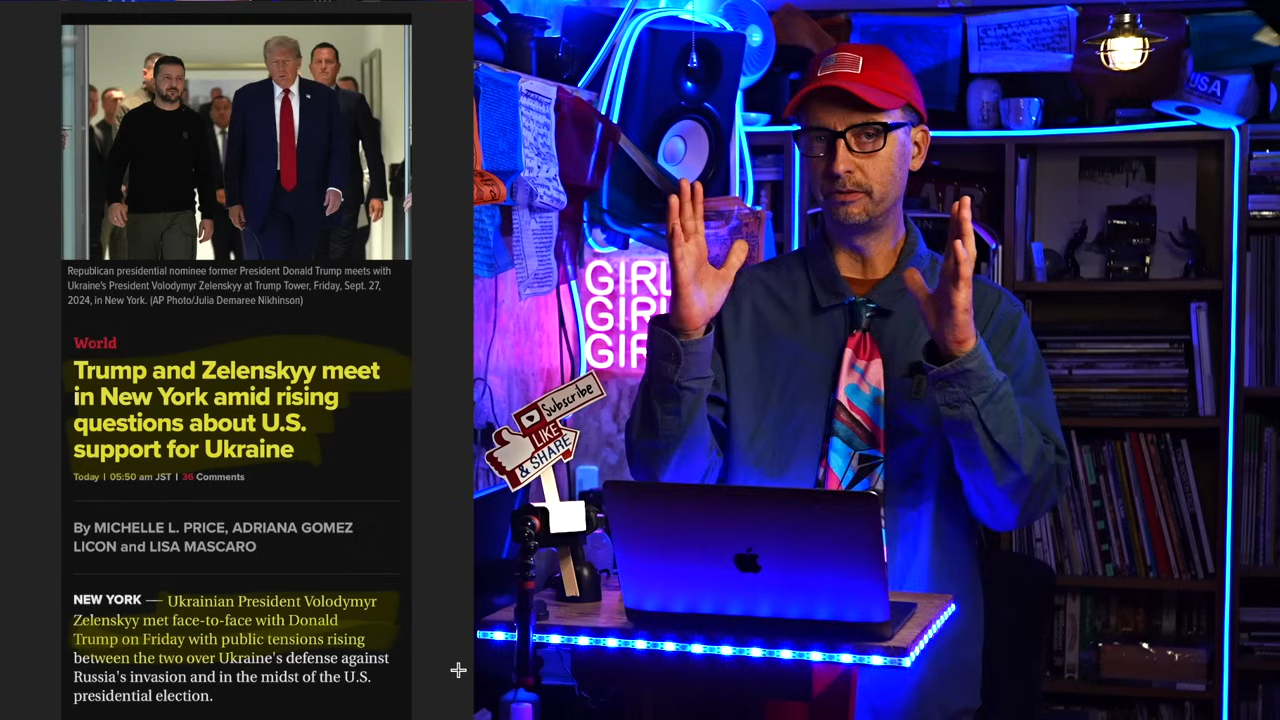 Republican presidential nominee former President Donald Trump meets with
Ukraine's President Volodymyr Zelenskyy at Trump Tower, Friday, Sept. 27,
2024, in New York. (AP Photo/Julia Demaree Nikhinson)
World
Trump and Zelenskyy meet
in New York amid rising
questions about U.S.
support for Ukraine
Today | 05:50 am JST | 36 Comments
By MICHELLE L. PRICE, ADRIANA GOMEZ
LICON and LISA MASCARO
NEW YORK — Ukrainian President Volodymyr
Zelenskyy met face-to-face with Donald
Trump on Friday with public tensions rising
between the two over Ukraine's defense against
Russia's invasion and in the midst of the U.S.
presidential election.
USA
GIRL
GIRL
GIR
Subscribe
LIKE
& SHARE